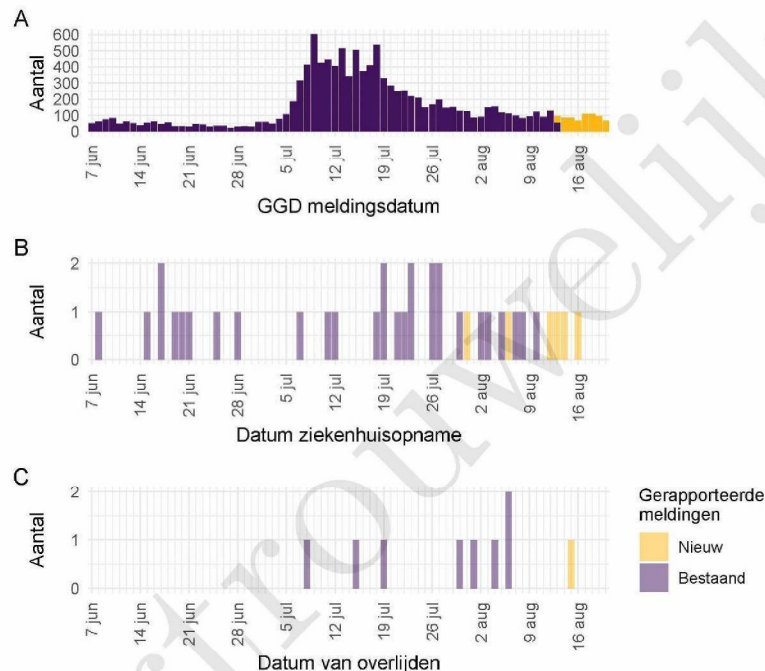 A
600
500
400
300
200
100
0
Aantal
7 jun
14 jun
21 jun
28 jun
5 jul
12 jul
19 jul
26 jul
2 aug
9 aug
16 aug
GGD meldingsdatum
B
2
1
0
Aantal
7 jun
14 jun
21 jun
28 jun
5 jul
12 jul
19 jul
26 jul
2 aug
9 aug
16 aug
Datum ziekenhuisopname
C
2
1
0
Aantal
7 jun
14 jun
21 jun
28 jun
5 jul
12 jul
19 jul
26 jul
2 aug
9 aug
16 aug
Datum van overlijden
Gerapporteerde
meldingen
Nieuw
Bestaand